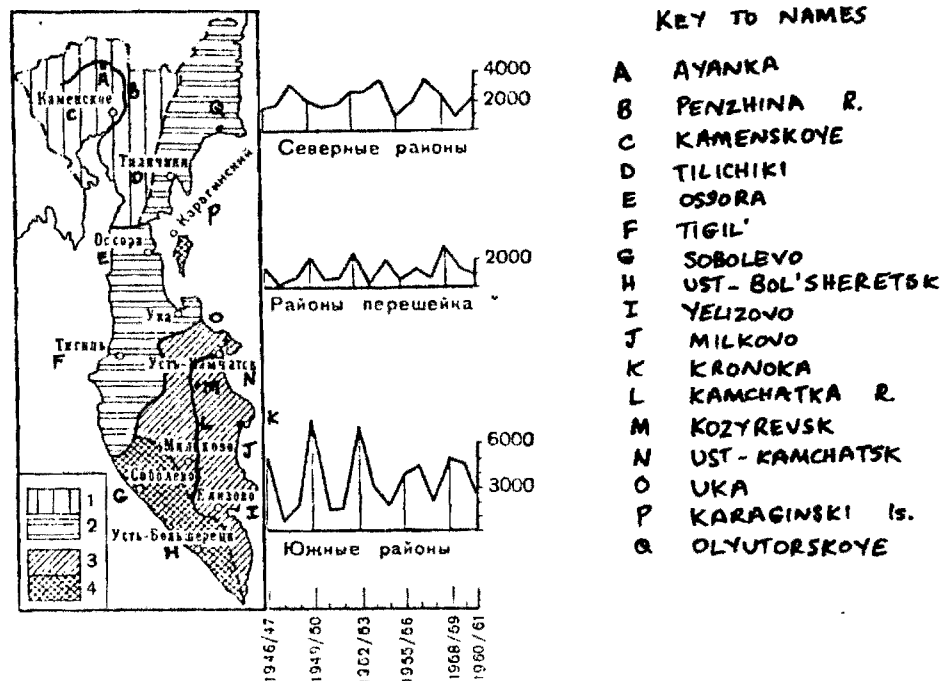 KEY TO NAMES
A AYANKA
B PENZHINA R.
C KAMENSKOYE
D TILICHIKI
E OSSORA
F TIGIL'
G SOBOLEVO
H UST-BOL'SHERETSK
I YELIZOVO
J MILKOVO
K KRONOKA
L KAMCHATKA R.
M KOZYREVSK
N UST-KAMCHATSK
O UKA
P KARAGINSKI Is.
Q OLYUTORSKOYE
A
B
Каменское
C
Q
Тиличики
D
Карагинский
P
Оссора
E
Ука
O
Тигиль
F
Усть-Камчатск
N
M
L
K
Мильково
J
Соболево
G
Елизово
I
Усть-Большерецк
H
1
2
3
4
4000
2000
Северные районы
2000
Районы перешейка
6000
3000
Южные районы
1946/47
1949/50
1952/53
1955/56
1968/59
1960/61